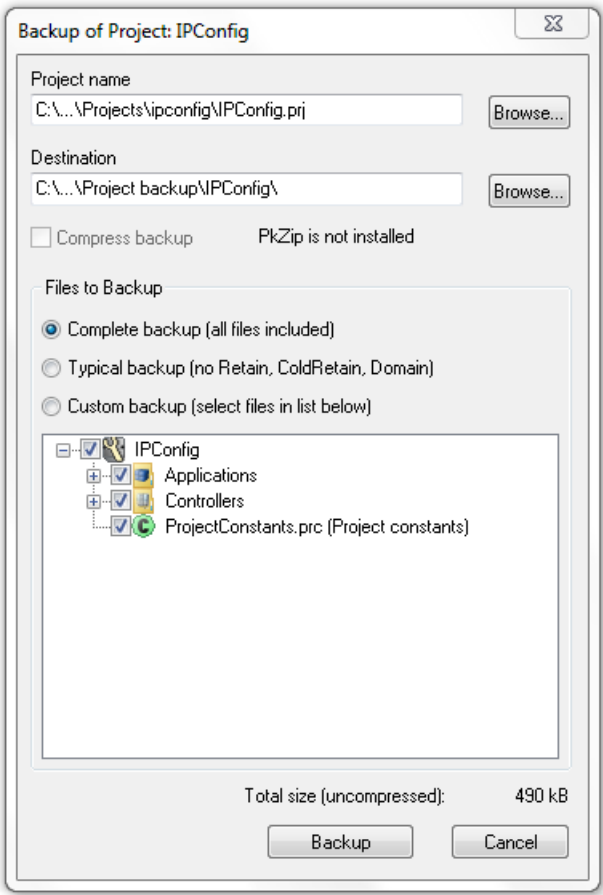 Backup of Project: IPConfig
Project name
C:\...\Projects\ipconfig\IPConfig.prj
Browse...
Destination
C:\...\Project backup\IPConfig\
Browse...
Compress backup PkZip is not installed
Files to Backup
Complete backup (all files included)
Typical backup (no Retain, ColdRetain, Domain)
Custom backup (select files in list below)
IPConfig
Applications
Controllers
C ProjectConstants.prc (Project constants)
Total size (uncompressed): 490 kB
Backup Cancel